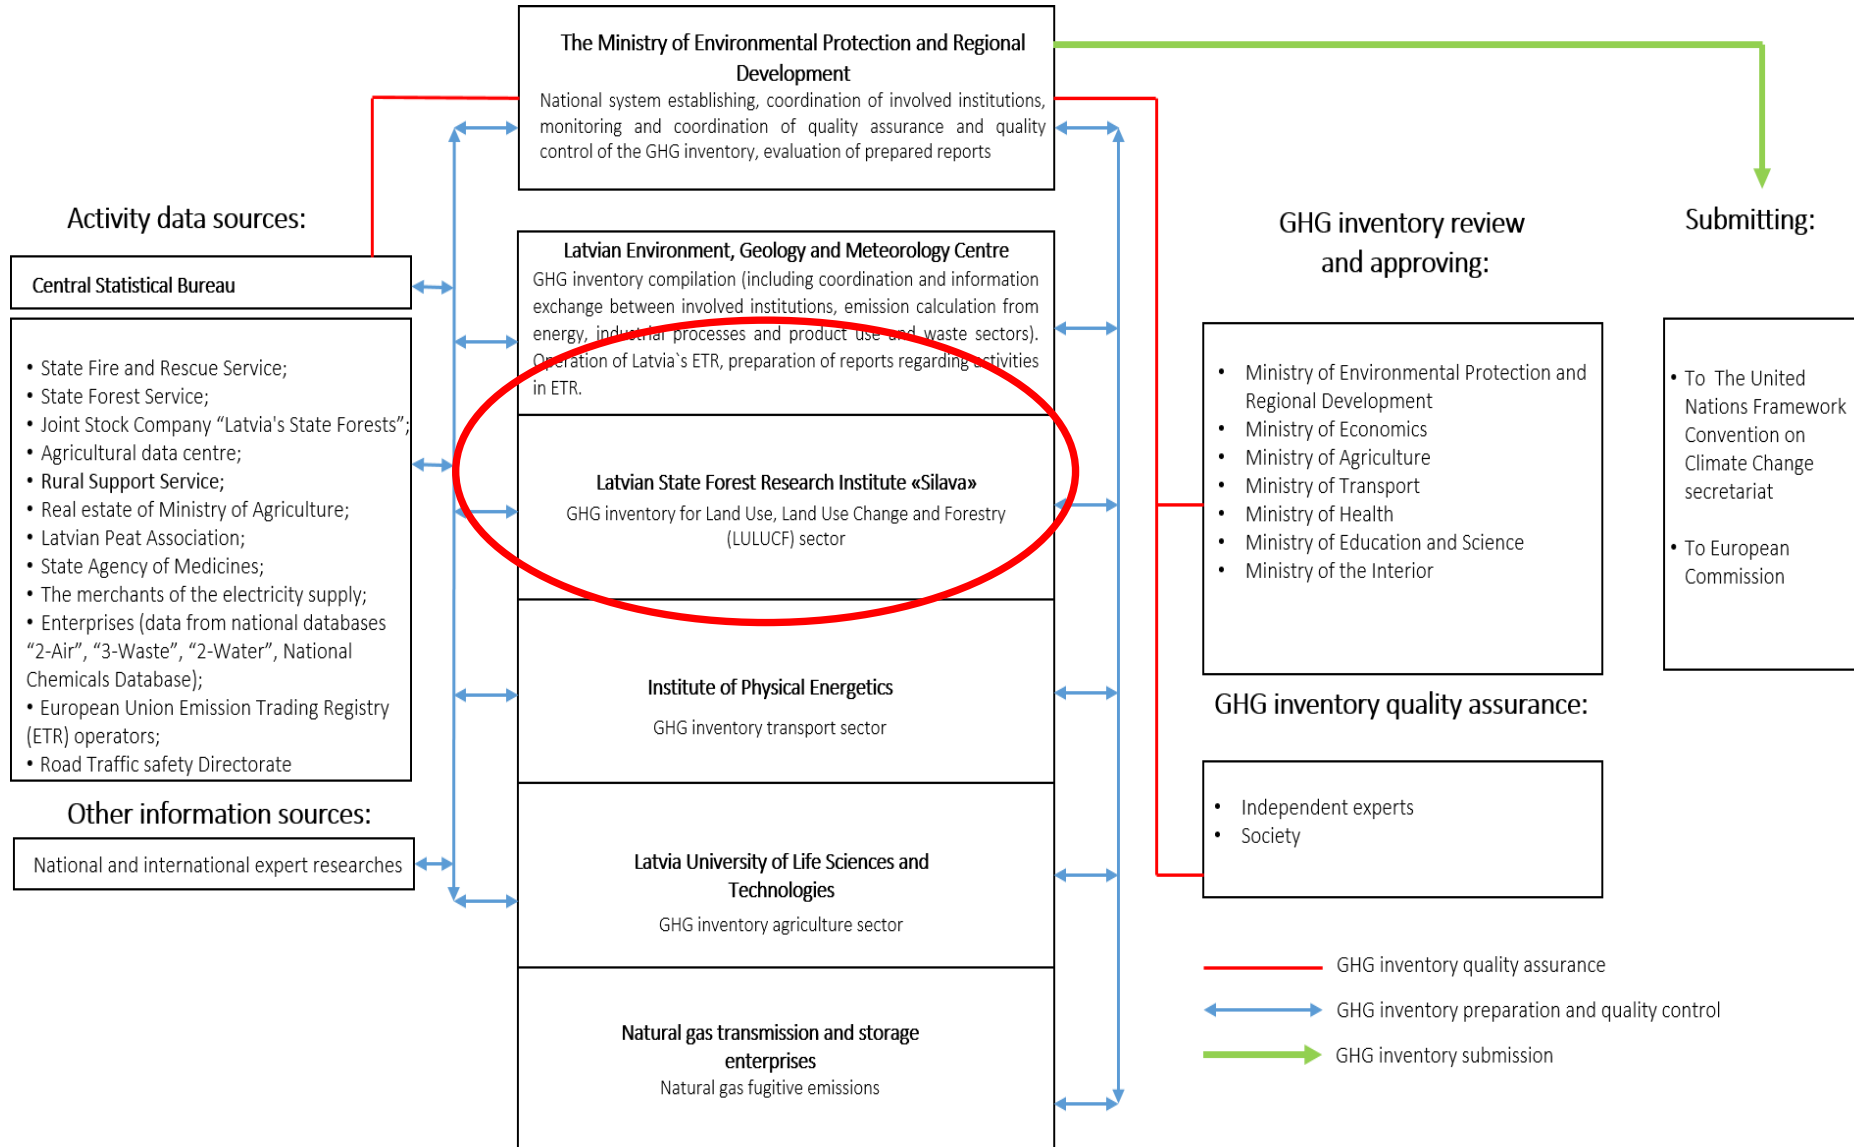 The Ministry of Environmental Protection and Regional
Development
National system establishing, coordination of involved institutions,
monitoring and coordination of quality assurance and quality
control of the GHG inventory, evaluation of prepared reports
Activity data sources:
Central Statistical Bureau
• State Fire and Rescue Service;
• State Forest Service;
• Joint Stock Company “Latvia's State Forests”;
• Agricultural data centre;
• Rural Support Service;
• Real estate of Ministry of Agriculture;
• Latvian Peat Association;
• State Agency of Medicines;
• The merchants of the electricity supply;
• Enterprises (data from national databases
“2-Air”, “3-Waste”, “2-Water”, National
Chemicals Database);
• European Union Emission Trading Registry
(ETR) operators;
• Road Traffic safety Directorate
Other information sources:
National and international expert researches
Latvian Environment, Geology and Meteorology Centre
GHG inventory compilation (including coordination and information
exchange between involved institutions, emission calculation from
energy, industrial processes and product use and waste sectors).
Operation of Latvia`s ETR, preparation of reports regarding activities
in ETR.
Latvian State Forest Research Institute «Silava»
GHG inventory for Land Use, Land Use Change and Forestry
(LULUCF) sector
Institute of Physical Energetics
GHG inventory transport sector
Latvia University of Life Sciences and
Technologies
GHG inventory agriculture sector
Natural gas transmission and storage
enterprises
Natural gas fugitive emissions
GHG inventory review
and approving:
• Ministry of Environmental Protection and
Regional Development
• Ministry of Economics
• Ministry of Agriculture
• Ministry of Transport
• Ministry of Health
• Ministry of Education and Science
• Ministry of the Interior
GHG inventory quality assurance:
• Independent experts
• Society
Submitting:
• To The United
Nations Framework
Convention on
Climate Change
secretariat
• To European
Commission
GHG inventory quality assurance
GHG inventory preparation and quality control
GHG inventory submission